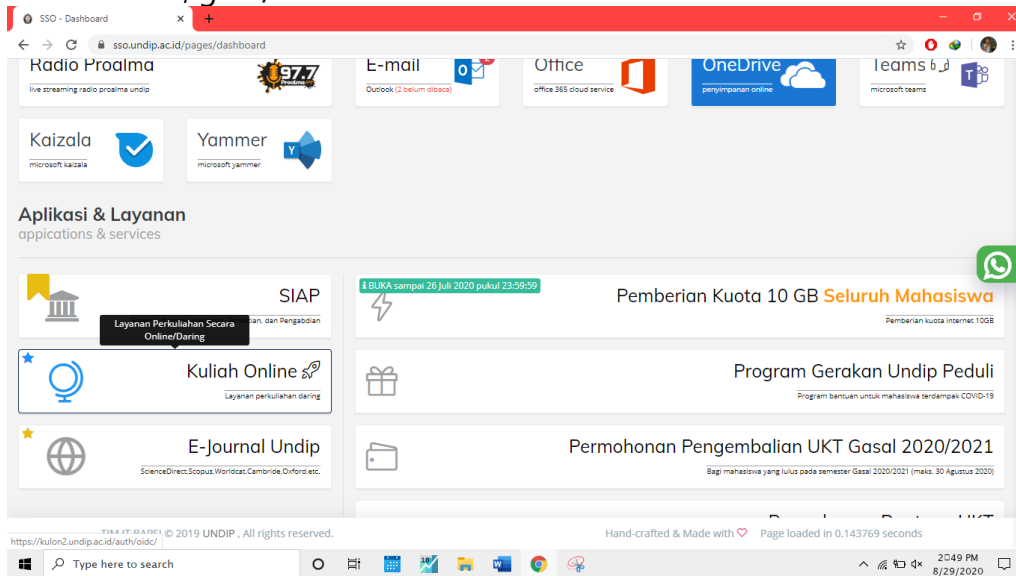 SSO - Dashboard
sso.undip.ac.id/pages/dashboard
Radio Proalma
live streaming radio proalma undip
97.7
Proalma
E-mail
Outlook (2 belum dibaca)
Office
office 365 cloud service
OneDrive
penyimpanan online
Teams
microsoft teams
Kaizala
microsoft kaizala
Yammer
microsoft yammer
Aplikasi & Layanan
appications & services
SIAP
dan Pengabdian
Layanan Perkuliahan Secara
Online/Daring
Kuliah Online
Layanan perkuliahan daring
E-Journal Undip
ScienceDirect,Scopus,Worldcat,Cambride,Oxford,etc.
BUKA sampai 26 Juli 2020 pukul 23:59:59
Pemberian Kuota 10 GB Seluruh Mahasiswa
Pemberian kuota internet 10GB
Program Gerakan Undip Peduli
Program bantuan untuk mahasiswa terdampak COVID-19
Permohonan Pengembalian UKT Gasal 2020/2021
Bagi mahasiswa yang lulus pada semester Gasal 2020/2021 (maks. 30 Agustus 2020)
© 2019 UNDIP , All rights reserved.
Hand-crafted & Made with ♡ Page loaded in 0.143769 seconds
https://kulon2.undip.ac.id/auth/oidc/
Type here to search
2:49 PM
8/29/2020